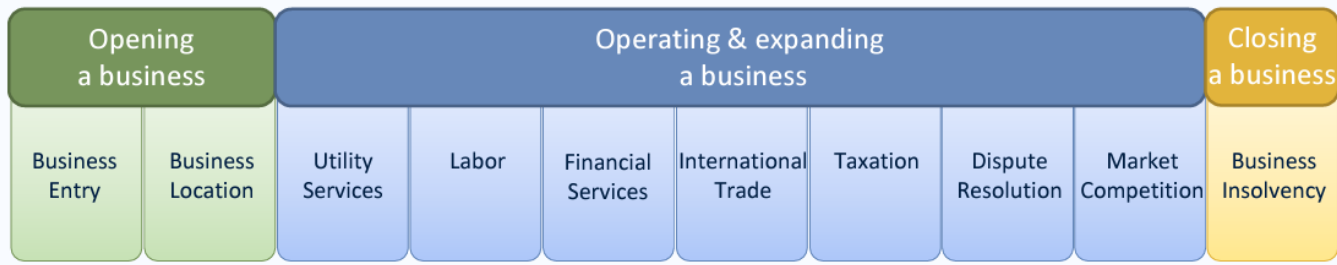 Opening
a business
Operating & expanding
a business
Closing
a business
Business
Entry
Business
Location
Utility
Services
Labor
Financial
Services
International
Trade
Taxation
Dispute
Resolution
Market
Competition
Business
Insolvency